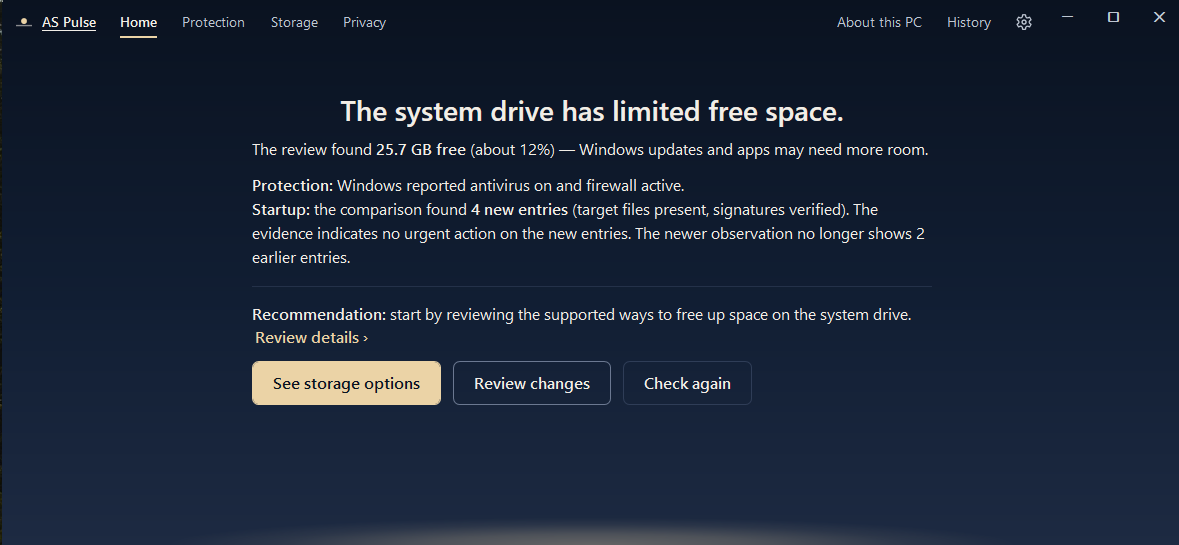 AS Pulse Home Protection Storage Privacy About this PC History
The system drive has limited free space.
The review found 25.7 GB free (about 12%) — Windows updates and apps may need more room.
Protection: Windows reported antivirus on and firewall active.
Startup: the comparison found 4 new entries (target files present, signatures verified). The
evidence indicates no urgent action on the new entries. The newer observation no longer shows 2
earlier entries.
Recommendation: start by reviewing the supported ways to free up space on the system drive.
Review details ›
See storage options Review changes Check again